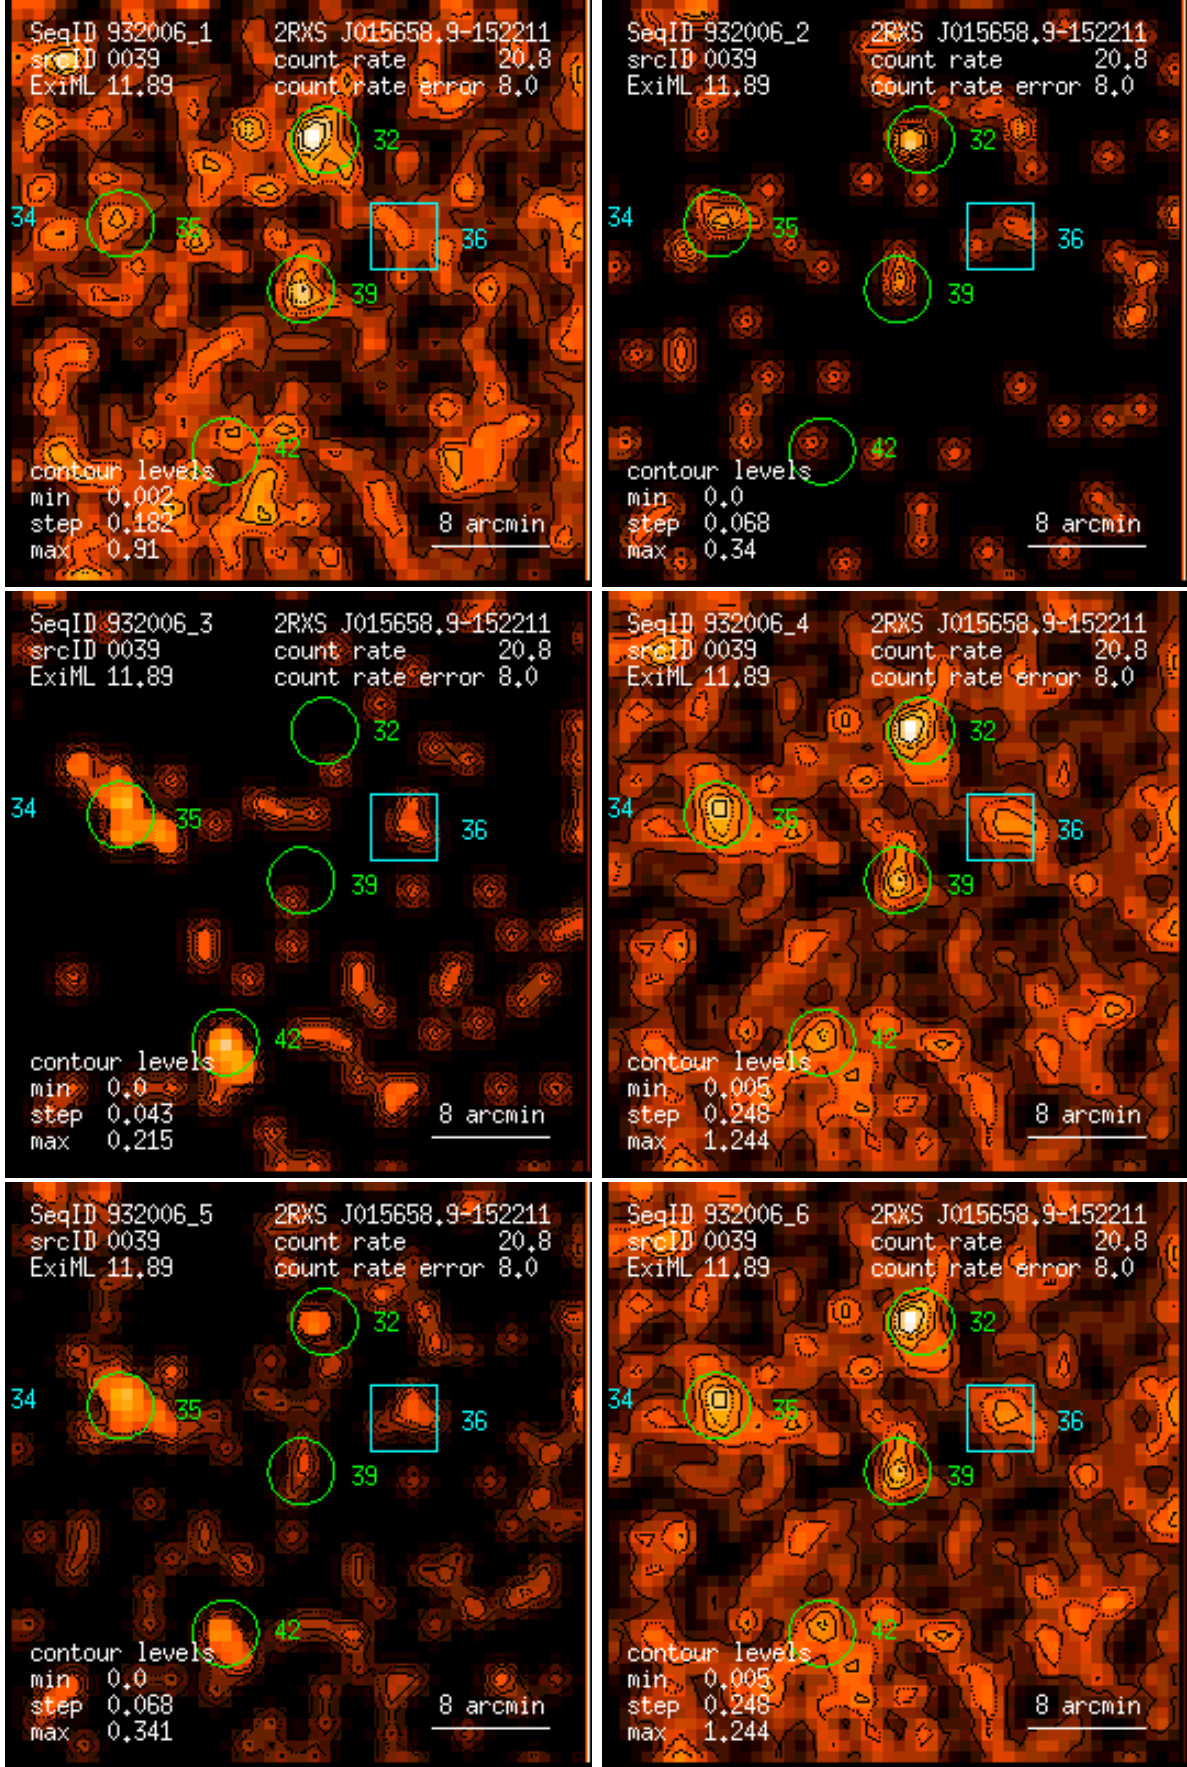 SeqID 932006_1 2RXS J015658.9-152211
srcID 0039 count rate 20.8
ExiML 11.89 count rate error 8.0
32
34 35 36
39
42
contour levels
min 0.002
step 0.182
max 0.91
8 arcmin
SeqID 932006_2 2RXS J015658.9-152211
srcID 0039 count rate 20.8
ExiML 11.89 count rate error 8.0
32
34 35 36
39
42
contour levels
min 0.0
step 0.068
max 0.34
8 arcmin
SeqID 932006_3 2RXS J015658.9-152211
srcID 0039 count rate 20.8
ExiML 11.89 count rate error 8.0
32
34 35 36
39
42
contour levels
min 0.0
step 0.043
max 0.215
8 arcmin
SeqID 932006_4 2RXS J015658.9-152211
srcID 0039 count rate 20.8
ExiML 11.89 count rate error 8.0
32
34 35 36
39
42
contour levels
min 0.005
step 0.248
max 1.244
8 arcmin
SeqID 932006_5 2RXS J015658.9-152211
srcID 0039 count rate 20.8
ExiML 11.89 count rate error 8.0
32
34 35 36
39
42
contour levels
min 0.0
step 0.068
max 0.341
8 arcmin
SeqID 932006_6 2RXS J015658.9-152211
srcID 0039 count rate 20.8
ExiML 11.89 count rate error 8.0
32
34 35 36
39
42
contour levels
min 0.005
step 0.248
max 1.244
8 arcmin